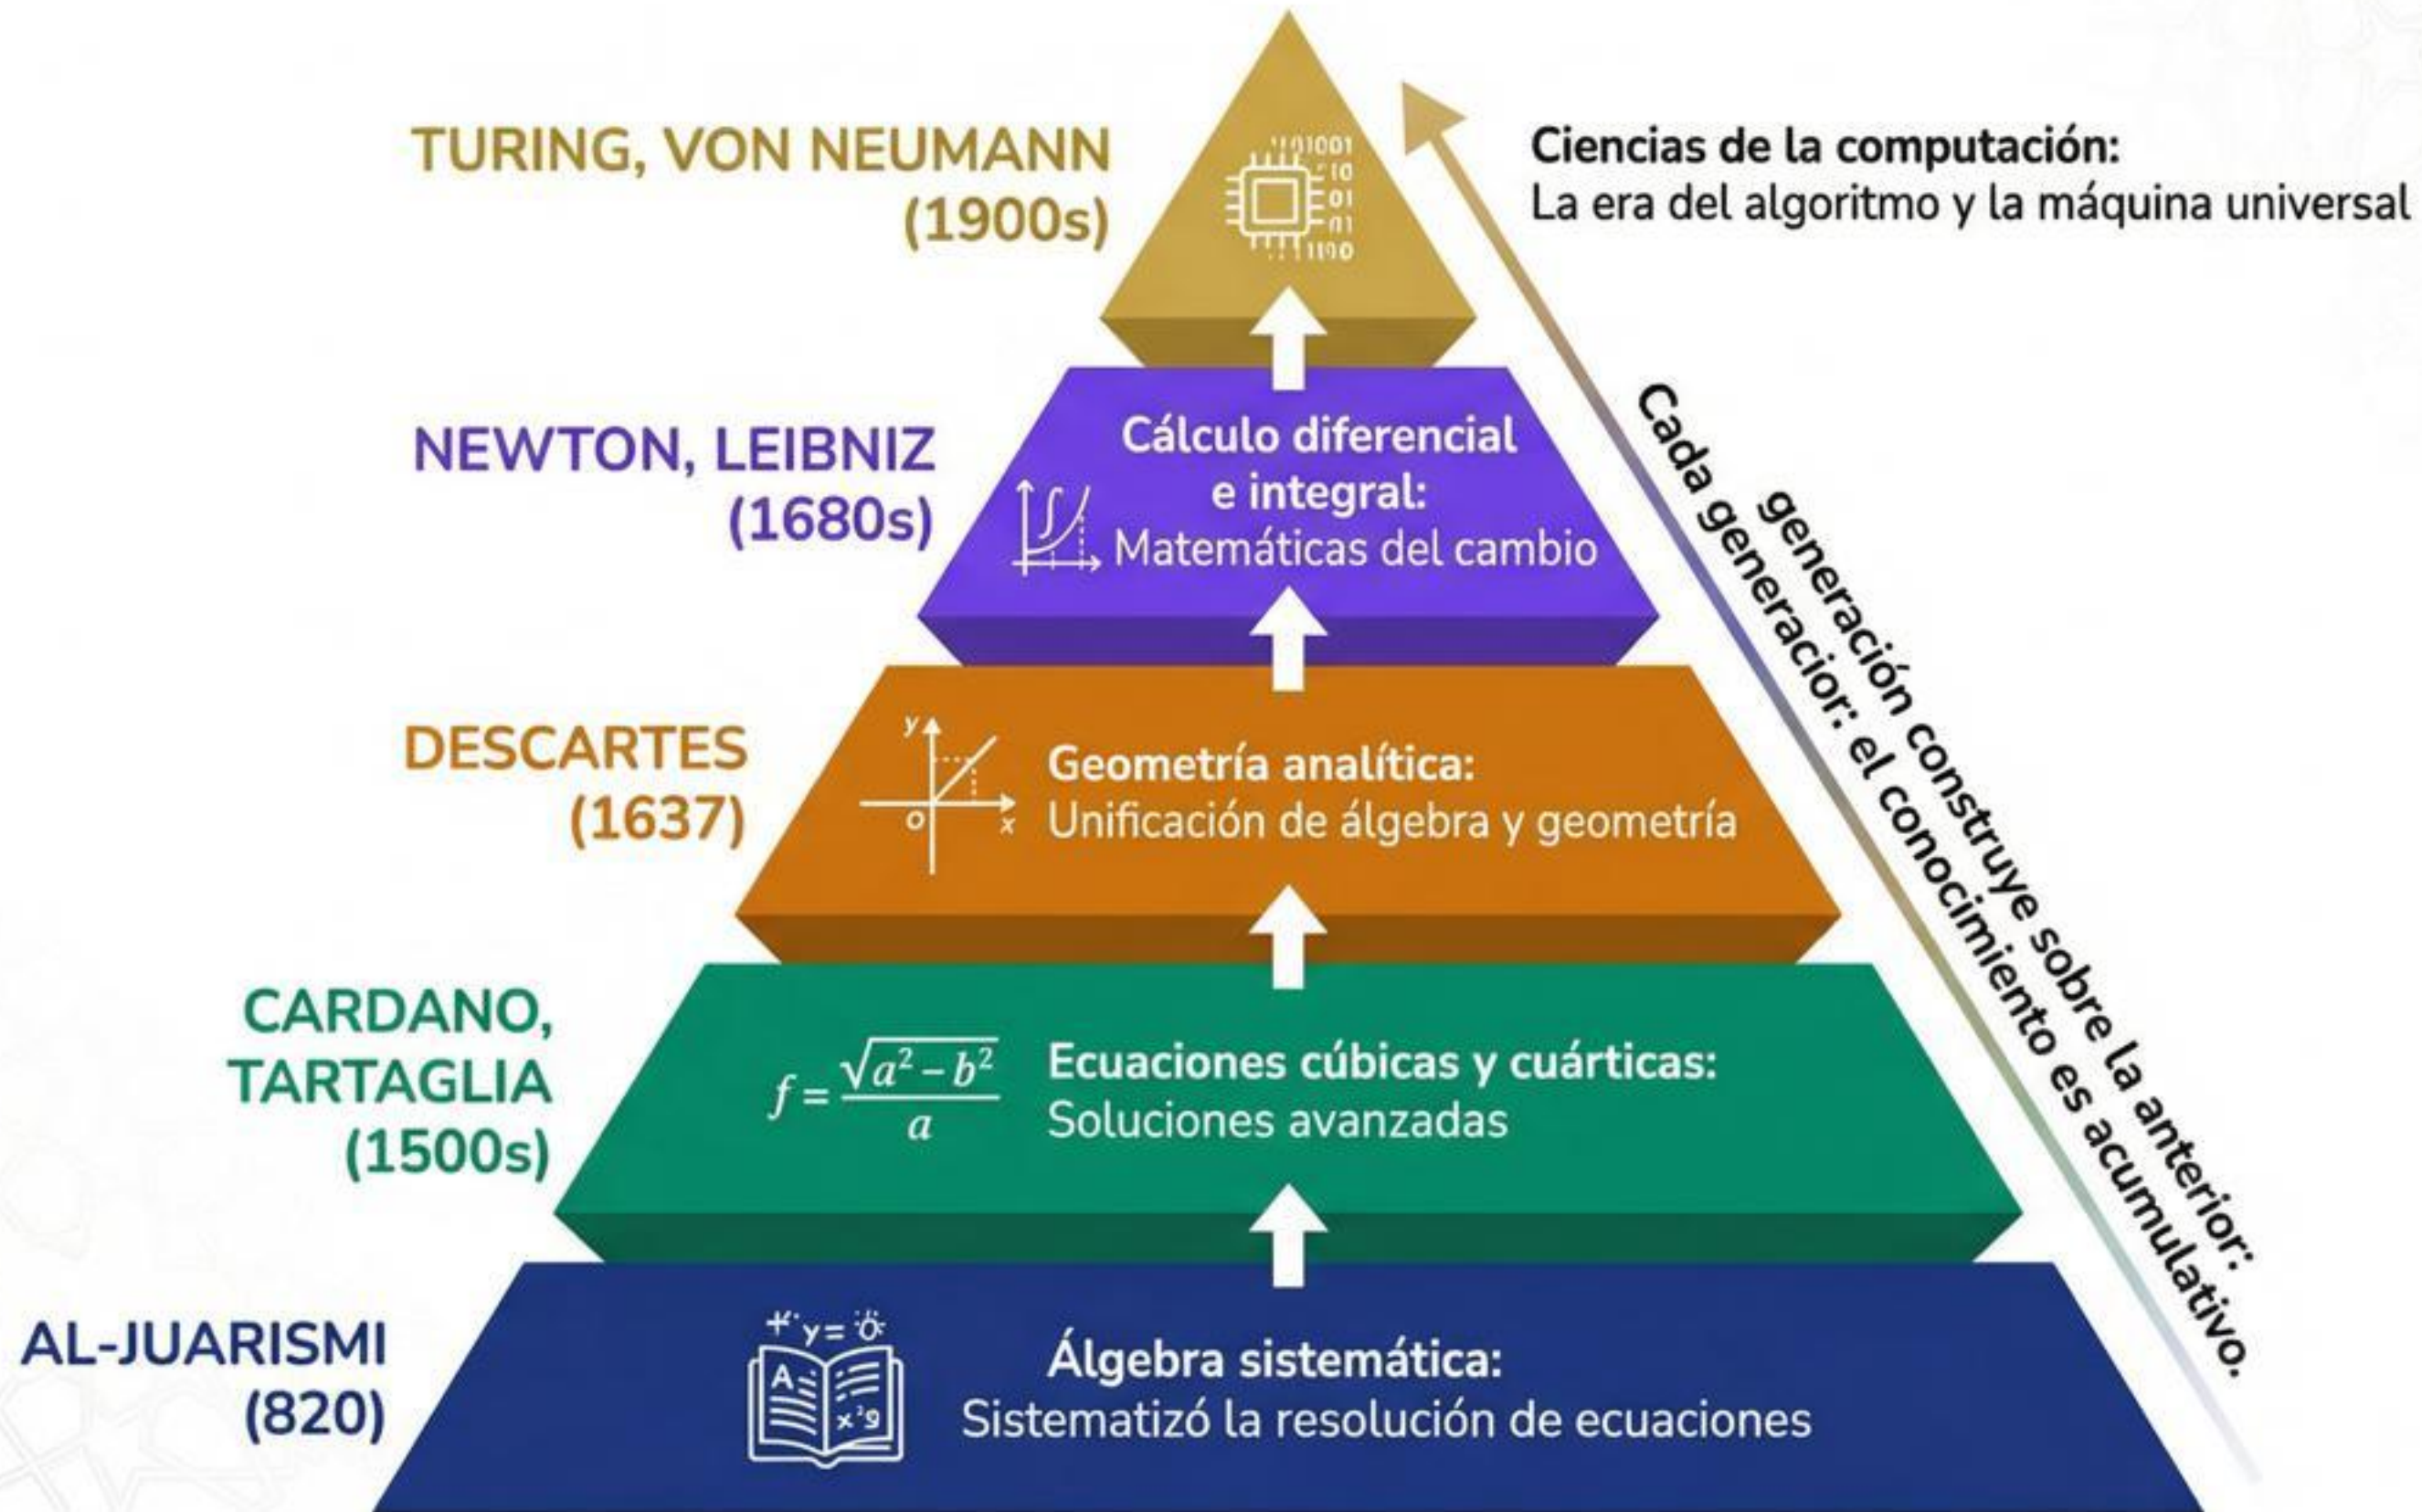 TURING, VON NEUMANN
(1900s)
Ciencias de la computación:
La era del algoritmo y la máquina universal
NEWTON, LEIBNIZ
(1680s)
Cálculo diferencial
e integral:
Matemáticas del cambio
DESCARTES
(1637)
y
O
x
Geometría analítica:
Unificación de álgebra y geometría
CARDANO,
TARTAGLIA
(1500s)
f = √a² – b² / a
Ecuaciones cúbicas y cuárticas:
Soluciones avanzadas
AL-JUARISMI
(820)
A
Álgebra sistemática:
Sistematizó la resolución de ecuaciones
generación construye sobre la anterior:
Cada generacior: el conocimiento es acumulativo.